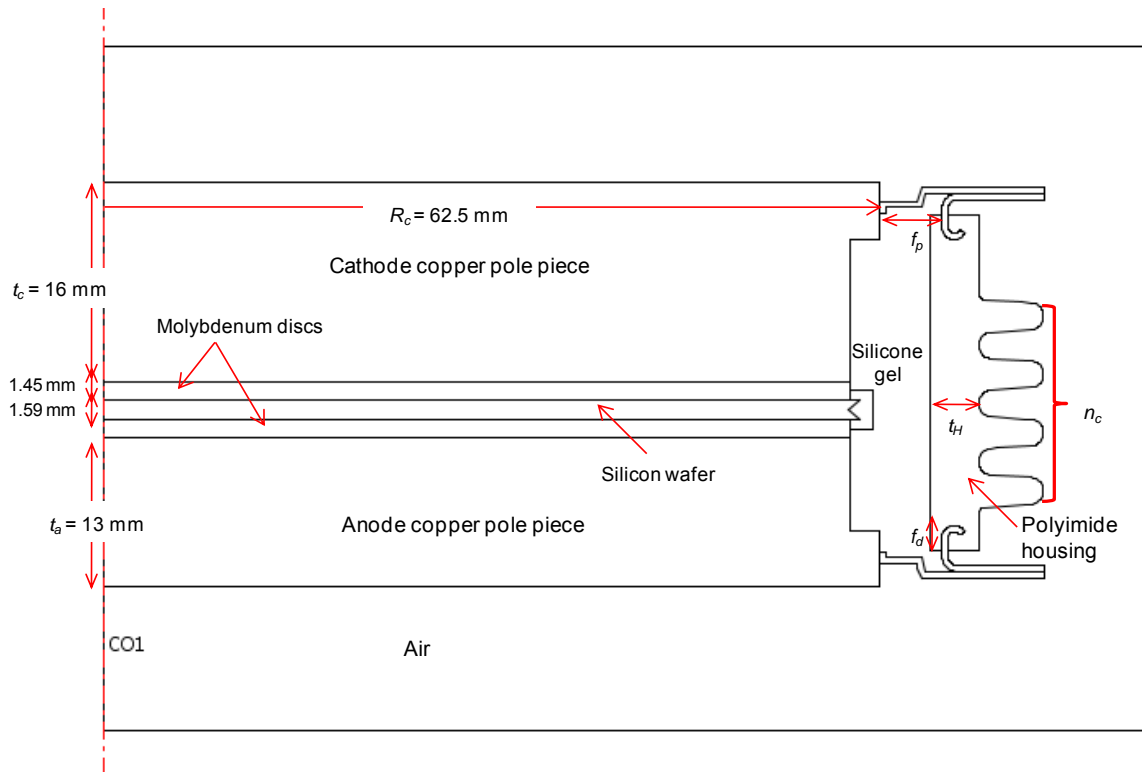 R_c = 62.5 mm
f_p
Cathode copper pole piece
t_c = 16 mm
Molybdenum discs
Silicone
gel
1.45 mm
1.59 mm
t_H
n_c
Silicon wafer
t_a = 13 mm
Anode copper pole piece
f_d
Polyimide
housing
CO1
Air